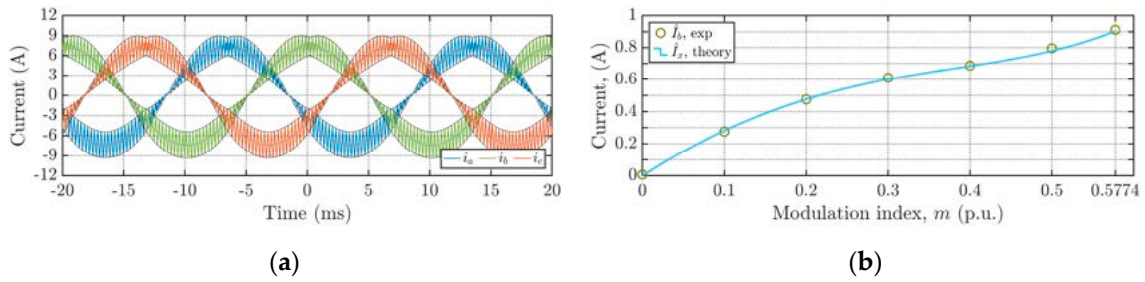 Current (A)
12
9
6
3
0
-3
-6
-9
-12
i_a i_b i_c
-20 -15 -10 -5 0 5 10 15 20
Time (ms)
(a)
Current, (A)
1
0.8
0.6
0.4
0.2
0
Î_b, exp
Î_x, theory
0 0.1 0.2 0.3 0.4 0.5 0.5774
Modulation index, m (p.u.)
(b)